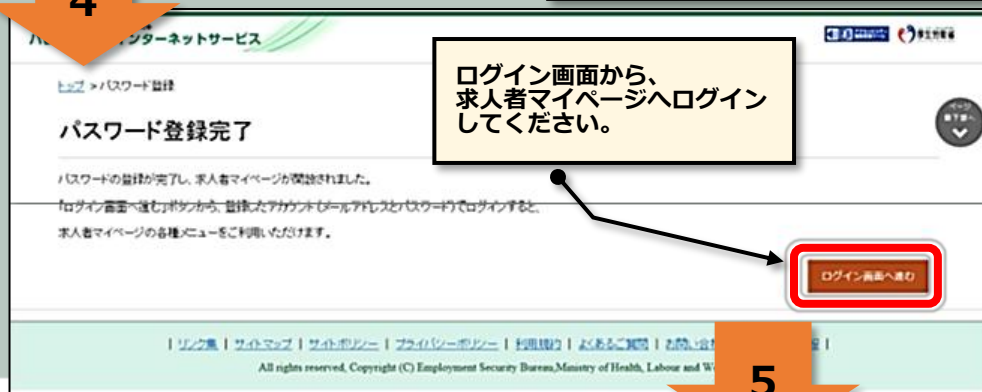 4
ターネットサービス
厚生労働省
ログイン画面から、
求人者マイページへログイン
してください。
トップ > パスワード登録
パスワード登録完了
パスワードの登録が完了し、求人者マイページが開設されました。
「ログイン画面へ進む」ボタンから、登録したアカウント(メールアドレスとパスワード)でログインすると、
求人者マイページの各種メニューをご利用いただけます。
ログイン画面へ進む
| リンク集 | サイトマップ | サイトポリシー | プライバシーポリシー | 利用規約 | よくあるご質問 | お問い合
All rights reserved, Copyright (C) Employment Security Bureau,Ministry of Health, Labour and W
5